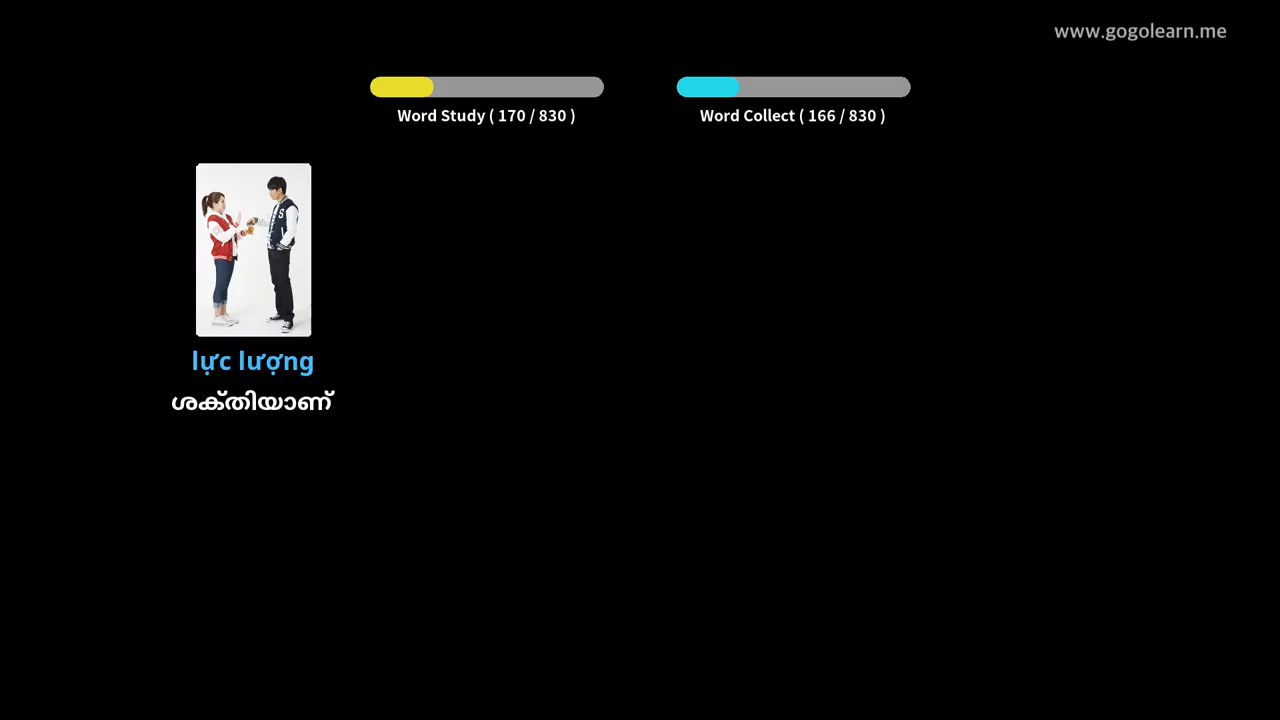 www.gogolearn.me
Word Study ( 170 / 830 )
Word Collect ( 166 / 830 )
lực lượng
ശക്തിയാണ്